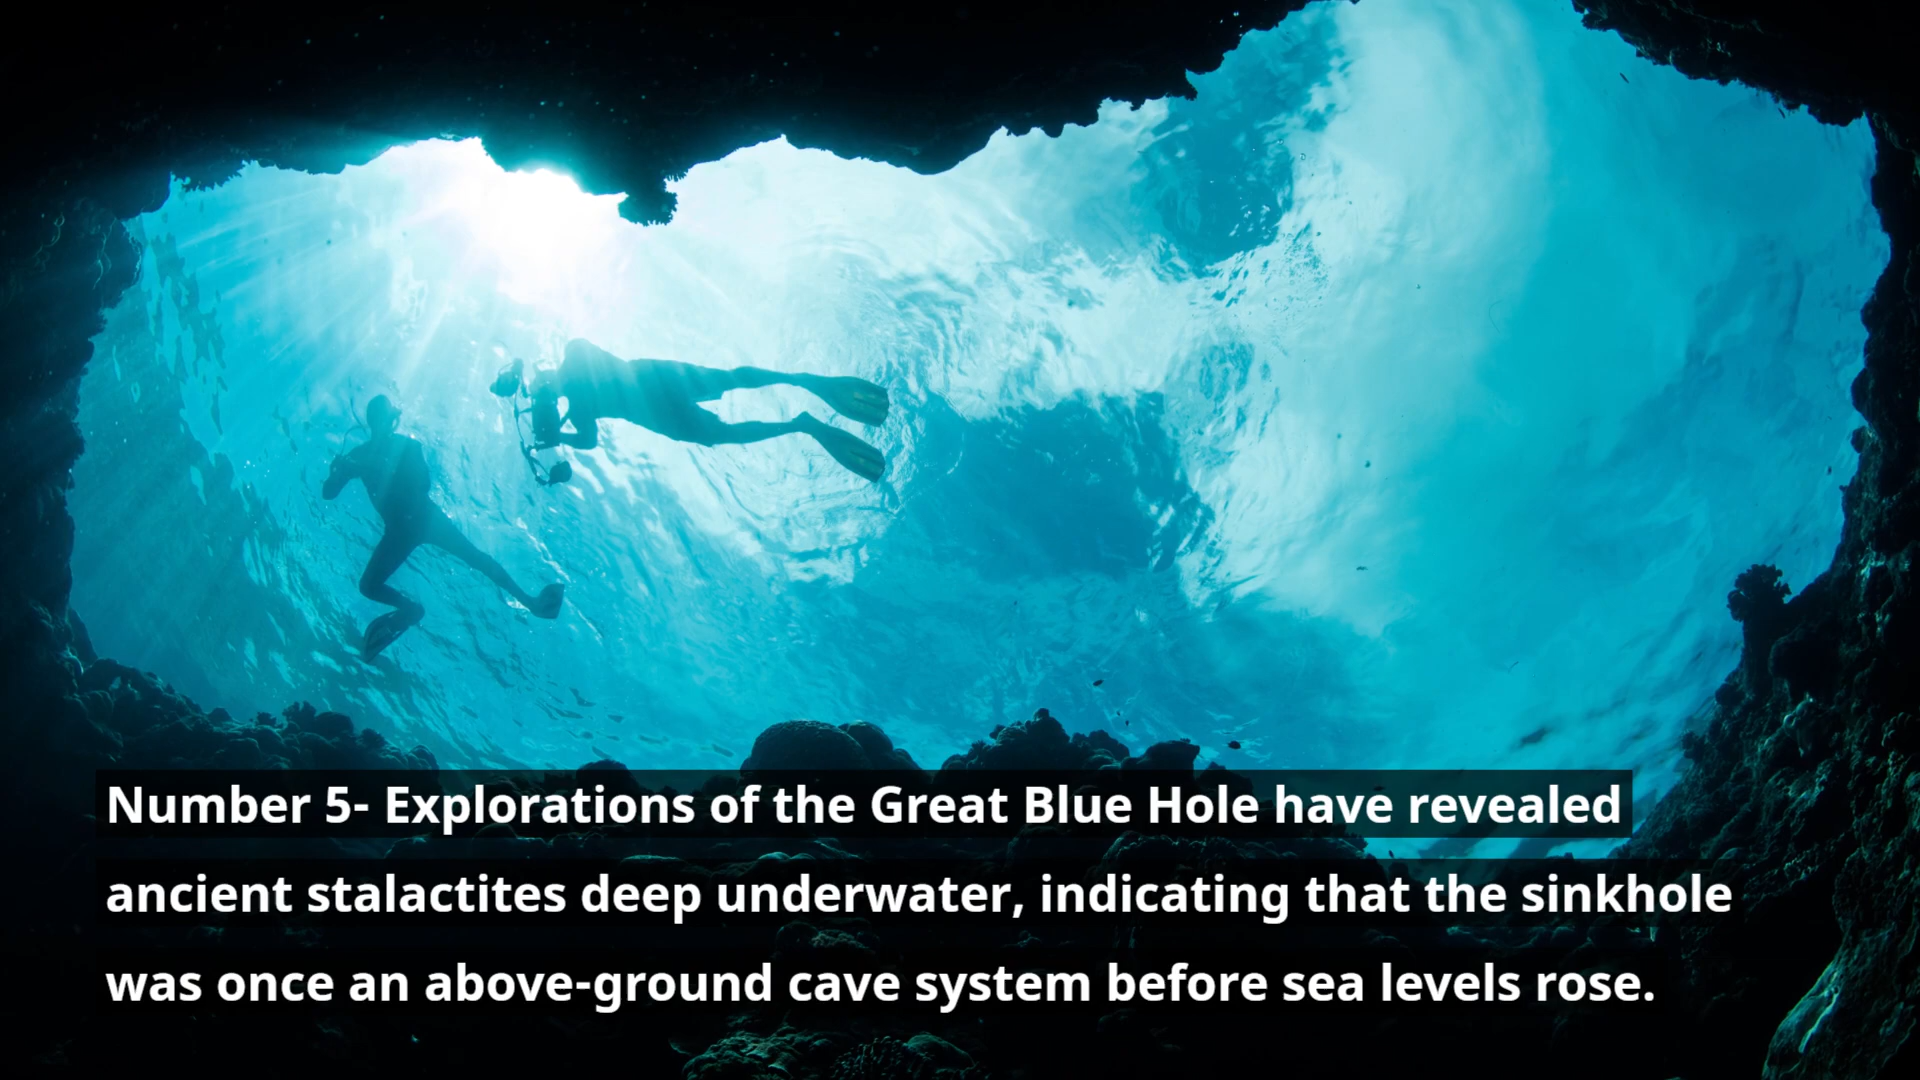 Number 5- Explorations of the Great Blue Hole have revealed
ancient stalactites deep underwater, indicating that the sinkhole
was once an above-ground cave system before sea levels rose.